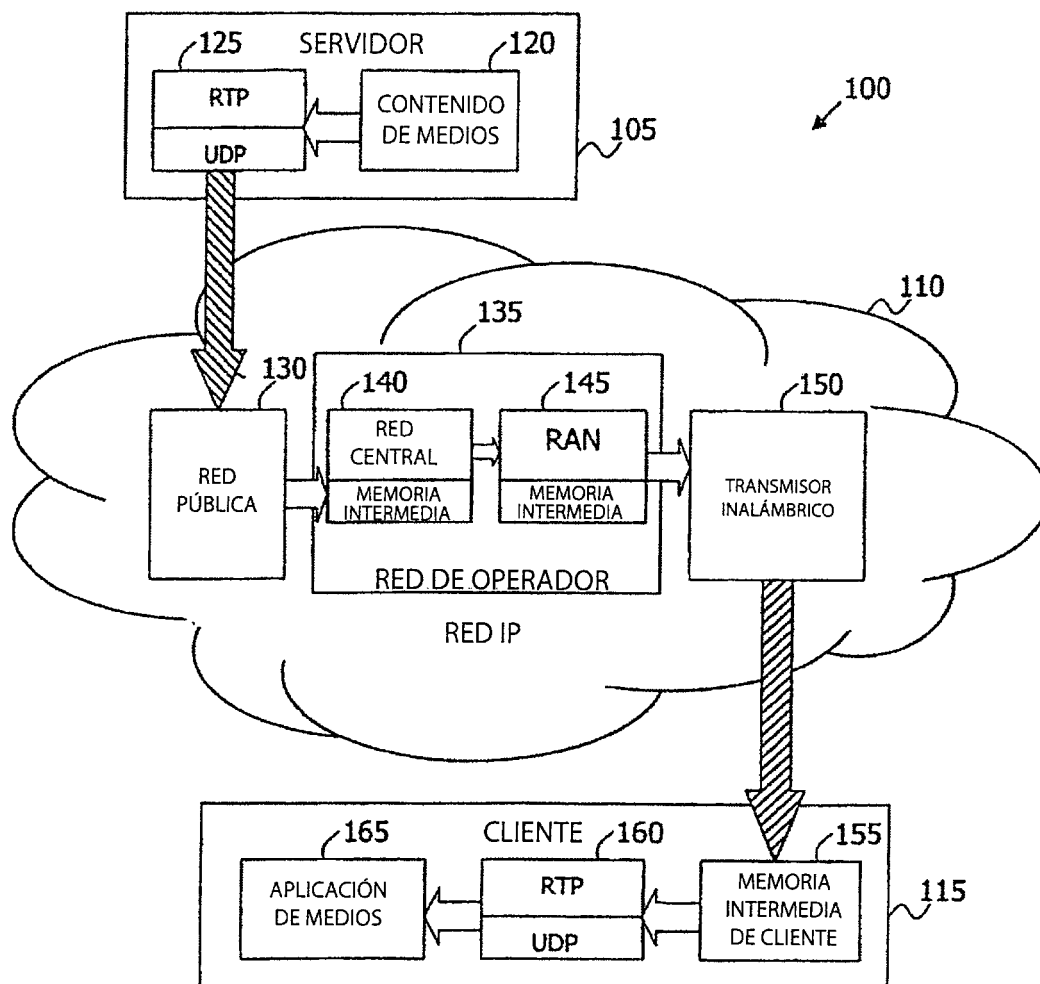 125
SERVIDOR
120
RTP
UDP
CONTENIDO
DE MEDIOS
105
100
110
135
130
140
145
150
RED
PÚBLICA
RED
CENTRAL
MEMORIA
INTERMEDIA
RAN
MEMORIA
INTERMEDIA
TRANSMISOR
INALÁMBRICO
RED DE OPERADOR
RED IP
165
CLIENTE
160
155
APLICACIÓN
DE MEDIOS
RTP
UDP
MEMORIA
INTERMEDIA
DE CLIENTE
115